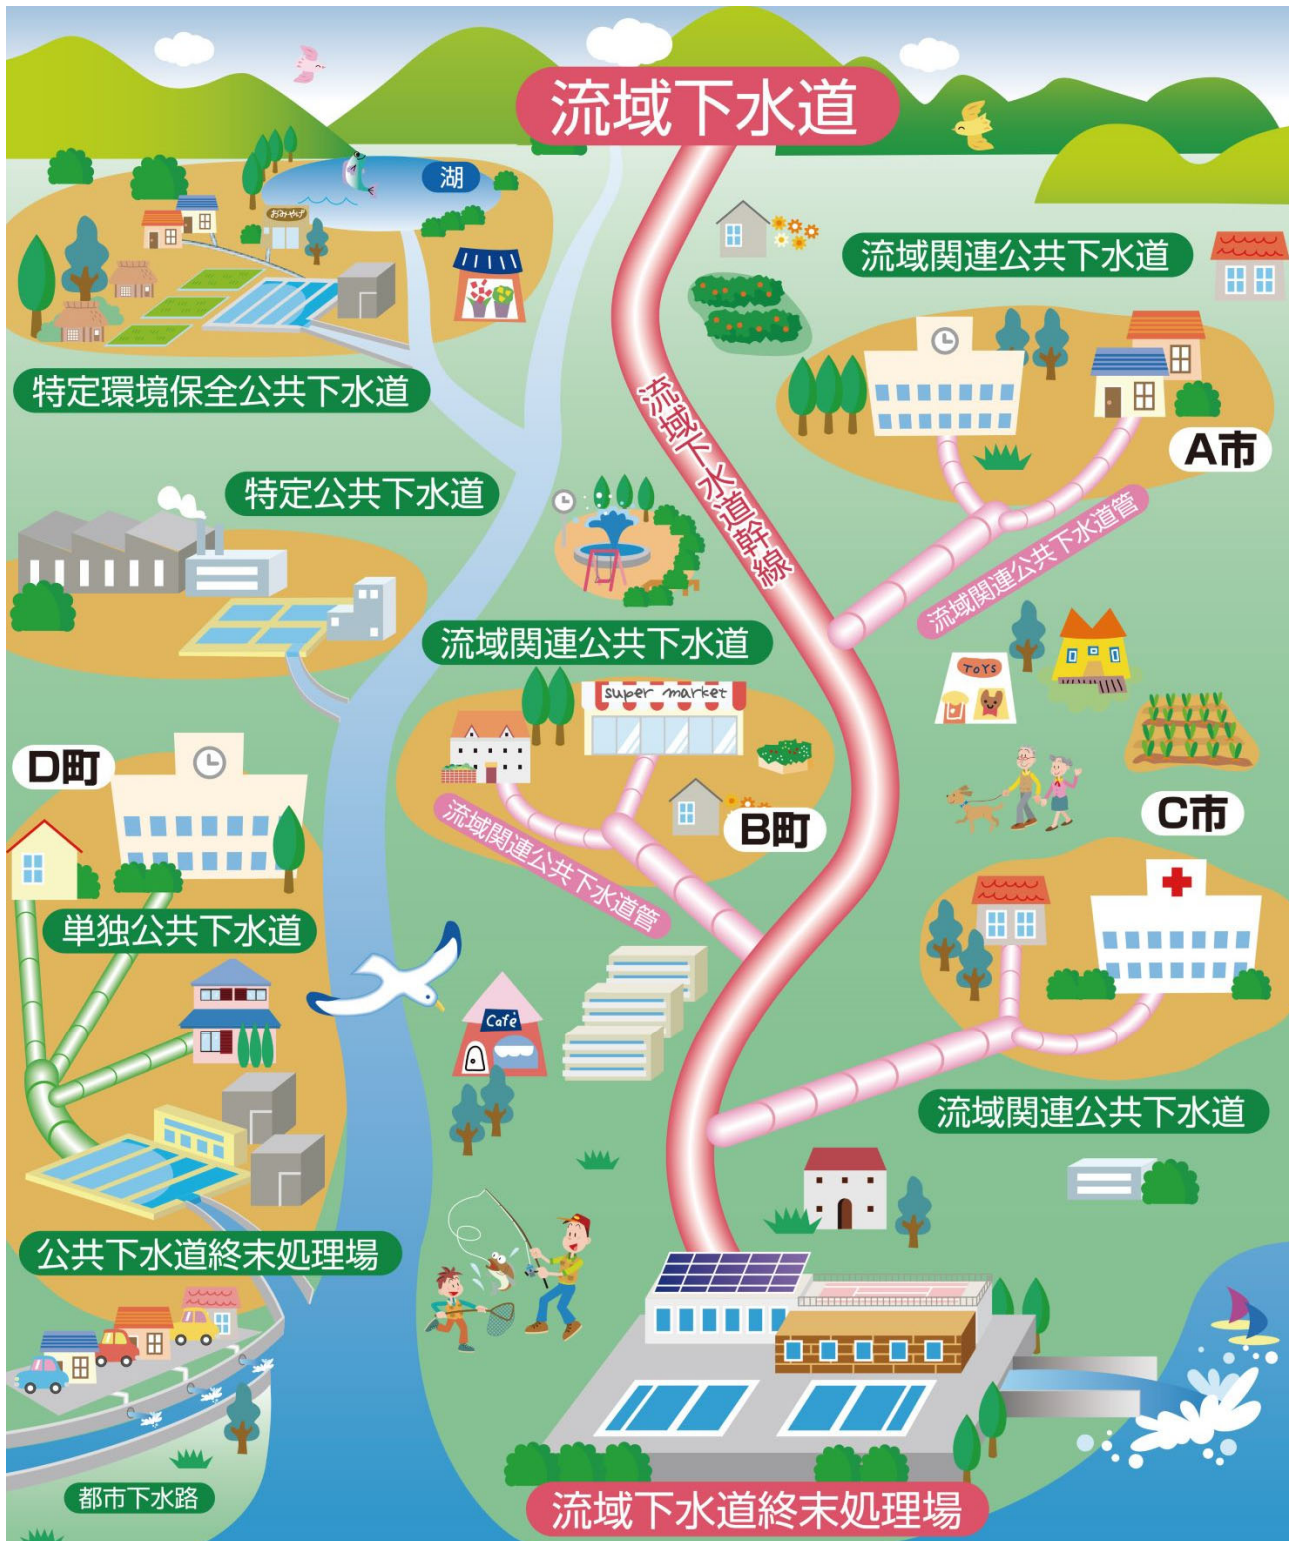 流域下水道
湖
おみやげ
流域関連公共下水道
特定環境保全公共下水道
流域下水道幹線
A市
特定公共下水道
流域関連公共下水道管
流域関連公共下水道
TOYS
super market
D町
B町
C市
流域関連公共下水道管
単独公共下水道
Cafe
流域関連公共下水道
公共下水道終末処理場
都市下水路
流域下水道終末処理場